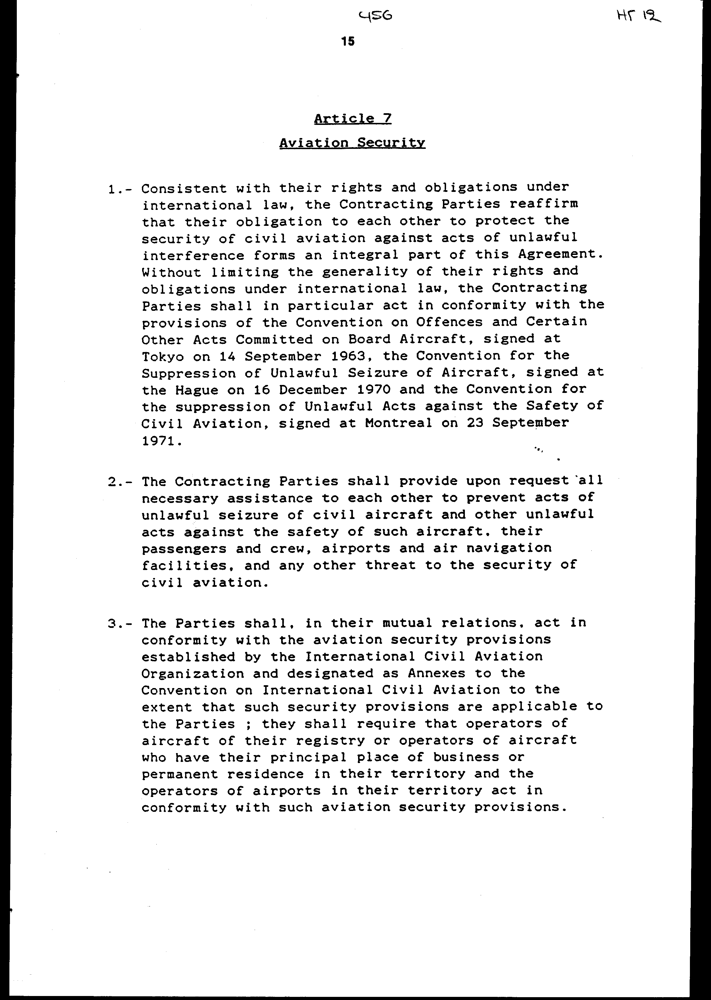 456
HT 12
15
Article 7
Aviation Security
1.- Consistent with their rights and obligations under
international law, the Contracting Parties reaffirm
that their obligation to each other to protect the
security of civil aviation against acts of unlawful
interference forms an integral part of this Agreement.
Without limiting the generality of their rights and
obligations under international law, the Contracting
Parties shall in particular act in conformity with the
provisions of the Convention on Offences and Certain
Other Acts Committed on Board Aircraft, signed at
Tokyo on 14 September 1963, the Convention for the
Suppression of Unlawful Seizure of Aircraft, signed at
the Hague on 16 December 1970 and the Convention for
the suppression of Unlawful Acts against the Safety of
Civil Aviation, signed at Montreal on 23 September
1971.
2.- The Contracting Parties shall provide upon request all
necessary assistance to each other to prevent acts of
unlawful seizure of civil aircraft and other unlawful
acts against the safety of such aircraft, their
passengers and crew, airports and air navigation
facilities, and any other threat to the security of
civil aviation.
3.- The Parties shall, in their mutual relations, act in
conformity with the aviation security provisions
established by the International Civil Aviation
Organization and designated as Annexes to the
Convention on International Civil Aviation to the
extent that such security provisions are applicable to
the Parties ; they shall require that operators of
aircraft of their registry or operators of aircraft
who have their principal place of business or
permanent residence in their territory and the
operators of airports in their territory act in
conformity with such aviation security provisions.